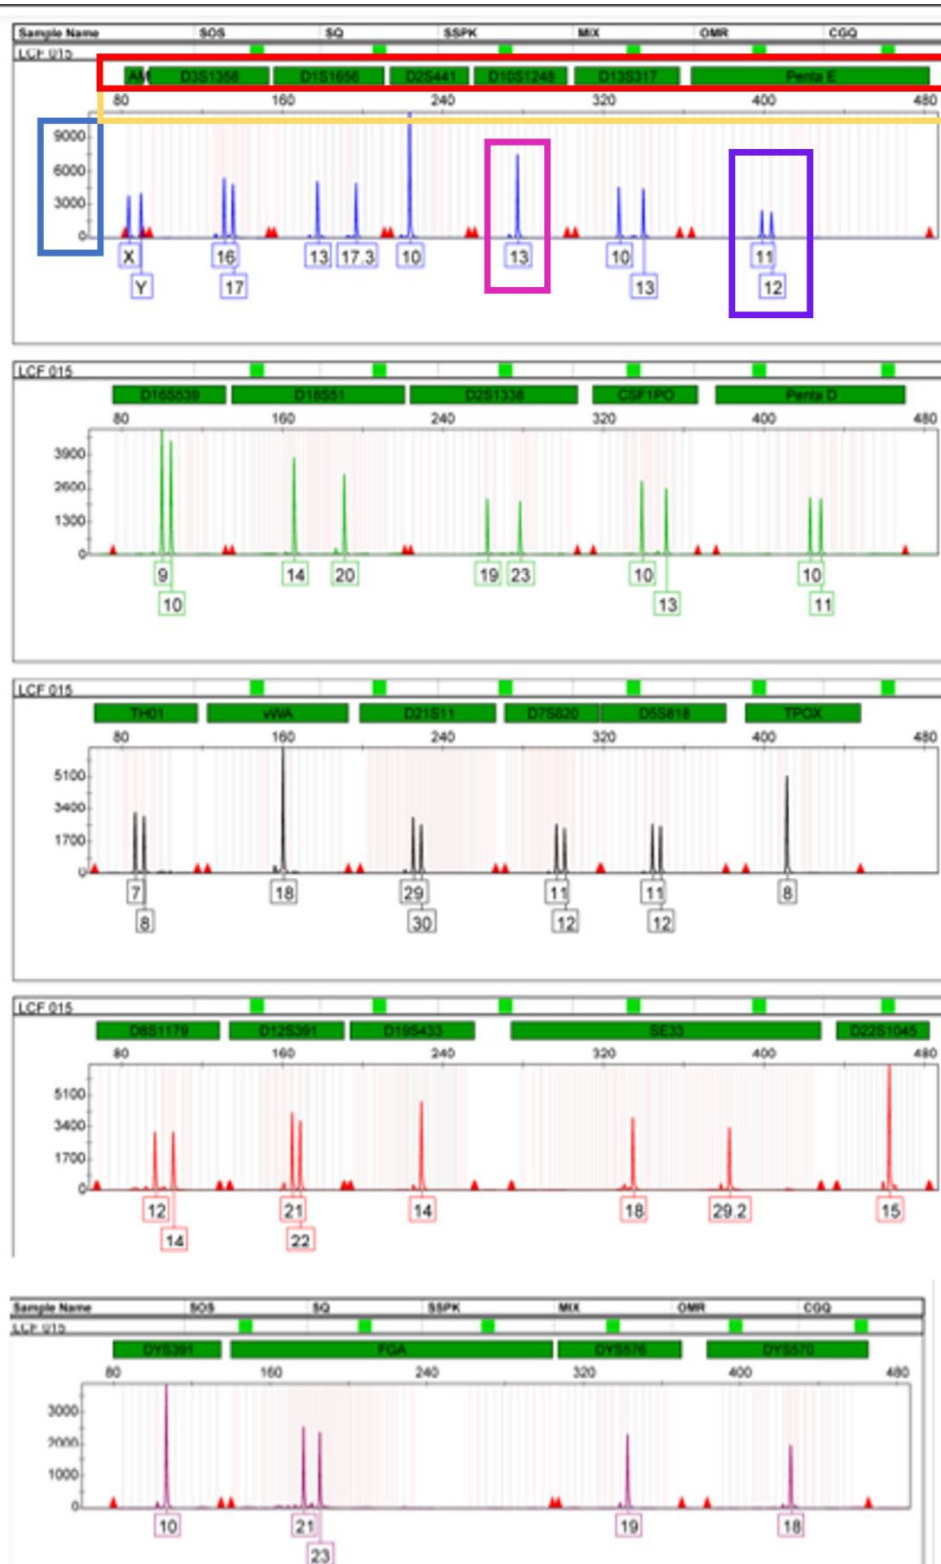 Sample Name SOS SQ SSPK MIX OMR CGQ
LCF 015
AM D3S1358 D1S1656 D2S441 D10S1248 D13S317 Penta E
80 160 240 320 400 480
9000
6000
3000
0
X 16 13 17.3 10 13 10 11
Y 17 13 12
LCF 015
D16S539 D18S51 D2S1338 CSF1PO Penta D
80 160 240 320 400 480
3900
2600
1300
0
9 14 20 19 23 10 10
10 13 11
LCF 015
TH01 vWA D21S11 D7S820 D5S818 TPOX
80 160 240 320 400 480
5100
3400
1700
0
7 18 29 11 11 8
8 30 12 12
LCF 015
D8S1179 D12S391 D19S433 SE33 D22S1045
80 160 240 320 400 480
5100
3400
1700
0
12 21 14 18 29.2 15
14 22
Sample Name SOS SQ SSPK MIX OMR CGQ
LCF 015
DYS391 FGA DYS576 DYS570
80 160 240 320 400 480
3000
2000
1000
0
10 21 19 18
23